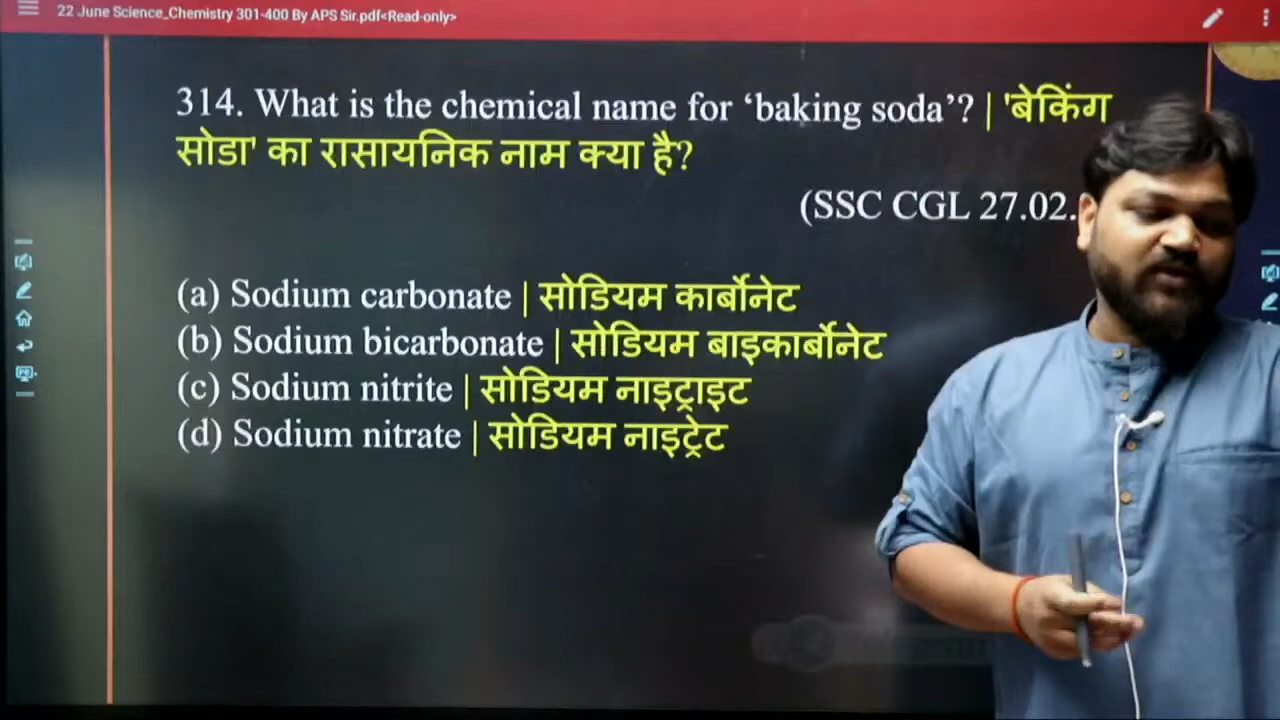 22 June Science_Chemistry 301-400 By APS Sir.pdf<Read-only>
314. What is the chemical name for ‘baking soda’? | 'बेकिंग
सोडा' का रासायनिक नाम क्या है?
(SSC CGL 27.02.
(a) Sodium carbonate | सोडियम कार्बोनेट
(b) Sodium bicarbonate | सोडियम बाइकार्बोनेट
(c) Sodium nitrite | सोडियम नाइट्राइट
(d) Sodium nitrate | सोडियम नाइट्रेट